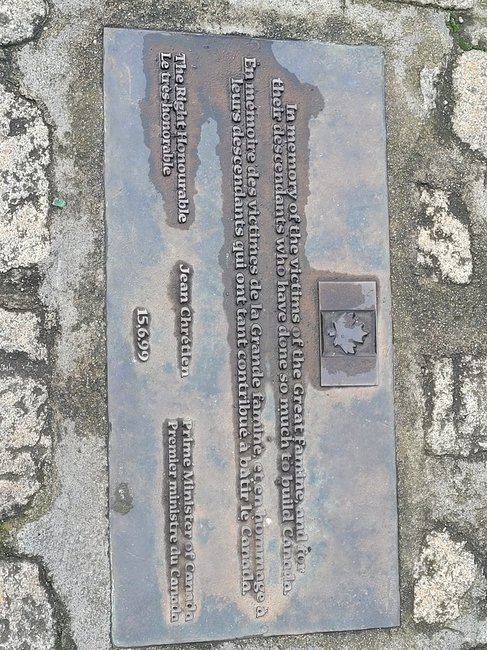 In memory of the victims of the Great Famine, and for
their descendants who have done so much to build Canada
En mémoire des victimes de la Grande famine, et en hommage à
leurs descendants qui ont tant contribué à bâtir le Canada
The Right Honourable
Le très honorable
Jean Chrétien
15.6.99
Prime Minister of Canada
Premier ministre du Canada